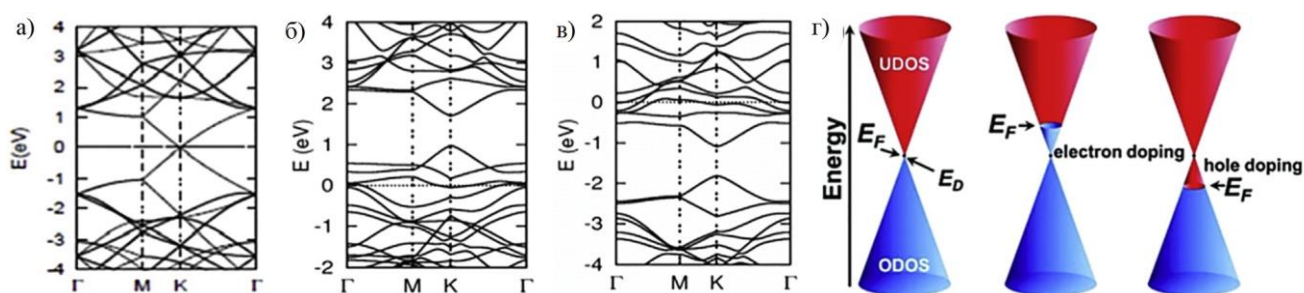 а)
E(eV)
4
3
2
1
0
-1
-2
-3
-4
Γ M K Γ
б)
E (eV)
4
3
2
1
0
-1
-2
Γ M K Γ
в)
E (eV)
2
1
0
-1
-2
-3
-4
Γ M K Γ
г)
Energy
UDOS
E_F
E_D
ODOS
E_F
electron doping
hole doping
E_F